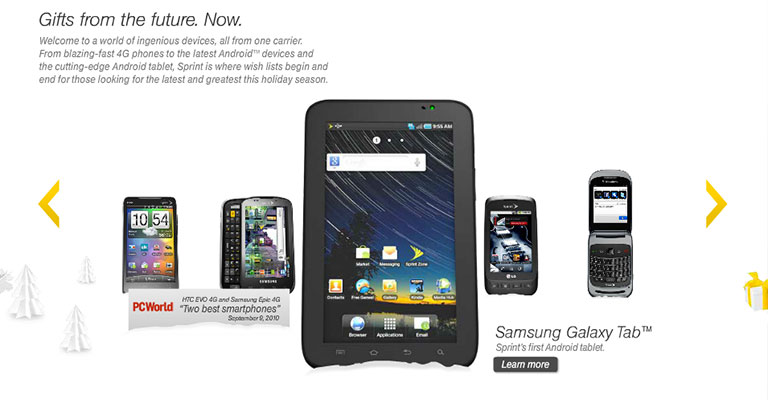 Gifts from the future. Now.
Welcome to a world of ingenious devices, all from one carrier.
From blazing-fast 4G phones to the latest Android™ devices and
the cutting-edge Android tablet, Sprint is where wish lists begin and
end for those looking for the latest and greatest this holiday season.
9:55 AM
1
Google
Market
Messaging
Sprint Zone
Contacts
Free Games!
Gallery
Kindle
Media Hub
Browser
Applications
Email
10:54
SAMSUNG
LG
PCWorld
HTC EVO 4G and Samsung Epic 4G
"Two best smartphones"
September 9, 2010
Samsung Galaxy Tab™
Sprint's first Android tablet.
Learn more